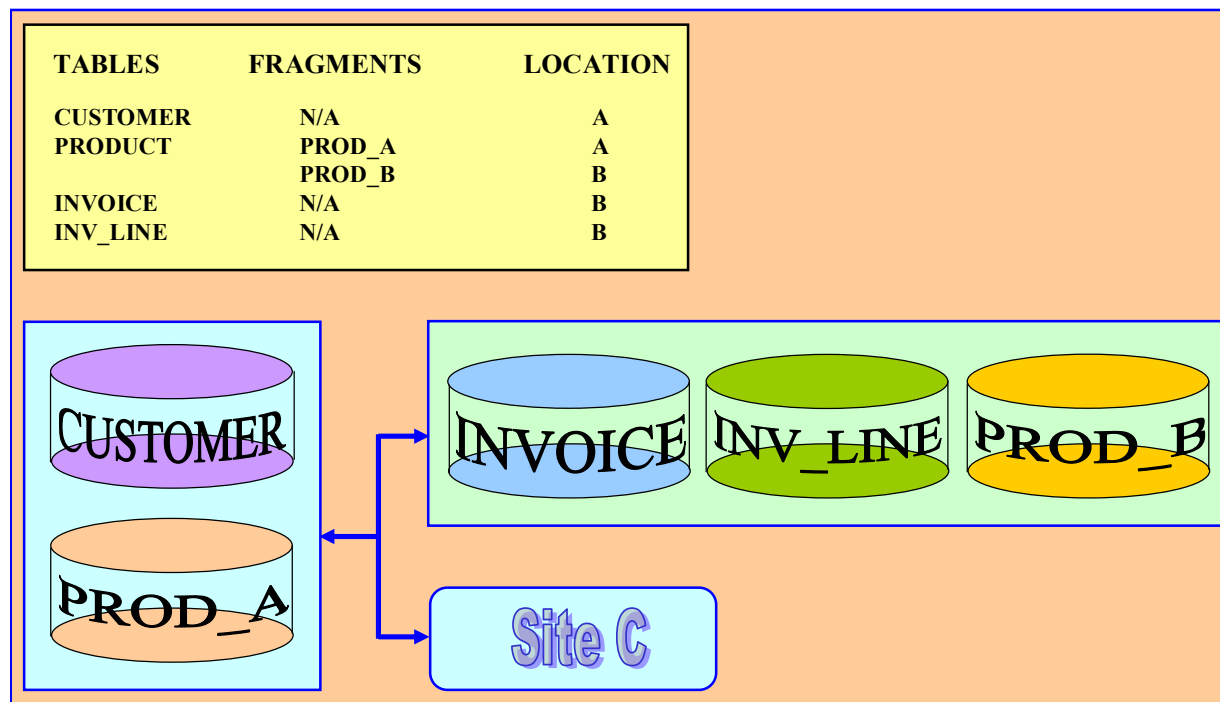 TABLES FRAGMENTS LOCATION
CUSTOMER N/A A
PRODUCT PROD_A A
PROD_B B
INVOICE N/A B
INV_LINE N/A B
CUSTOMER
INVOICE INV_LINE PROD_B
PROD_A
Site C